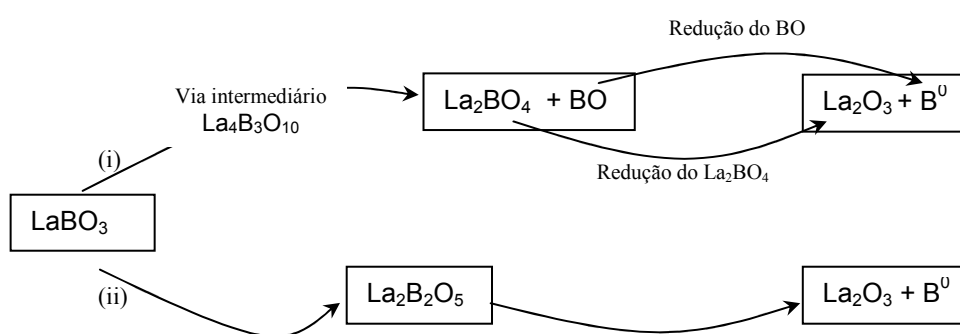 Redução do BO
Via intermediário
La₄B₃O₁₀
La₂BO₄ + BO
La₂O₃ + B⁰
(i)
Redução do La₂BO₄
LaBO₃
(ii)
La₂B₂O₅
La₂O₃ + B⁰